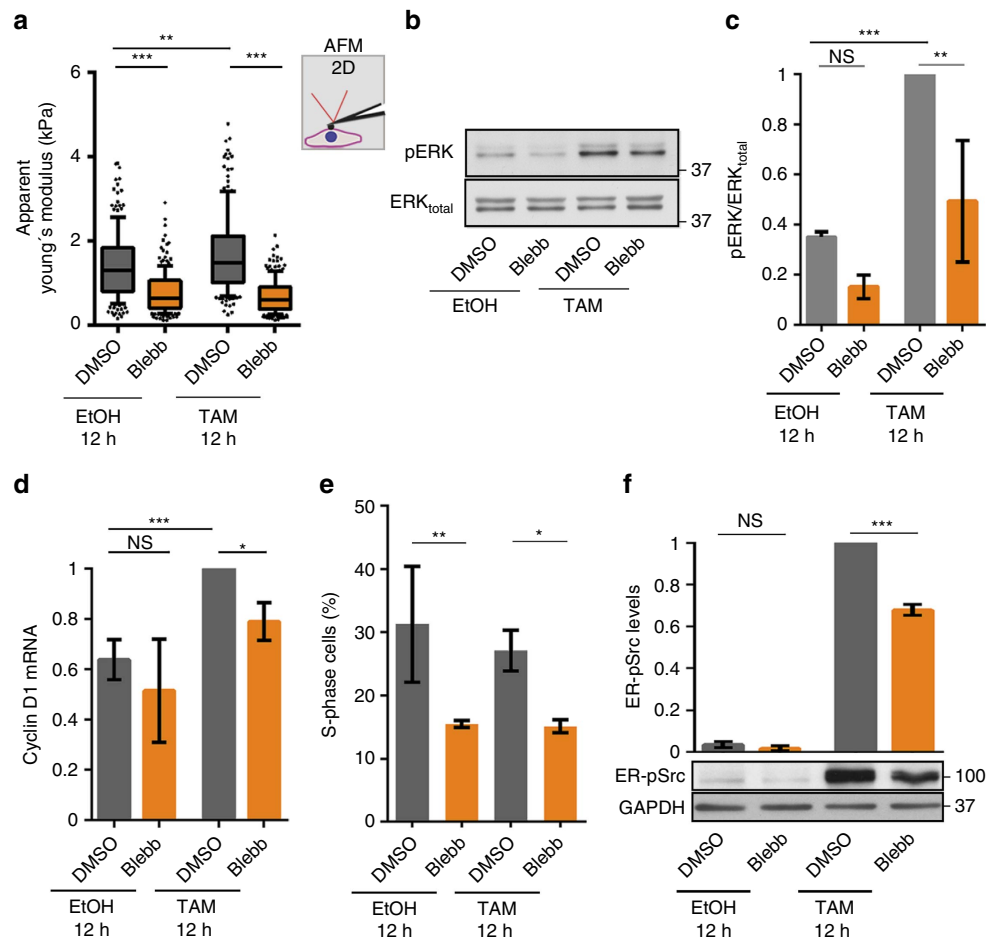 a
**
***
***
Apparent
young´s modulus (kPa)
6
4
2
0
DMSO
Blebb
DMSO
Blebb
EtOH
12 h
TAM
12 h
AFM
2D
b
pERK
37
ERKtotal
37
DMSO
Blebb
DMSO
Blebb
EtOH
TAM
c
***
NS
**
pERK/ERKtotal
1
0.8
0.6
0.4
0.2
0
DMSO
Blebb
DMSO
Blebb
EtOH
12 h
TAM
12 h
d
***
NS
*
Cyclin D1 mRNA
1
0.8
0.6
0.4
0.2
0
DMSO
Blebb
DMSO
Blebb
EtOH
12 h
TAM
12 h
e
**
*
S-phase cells (%)
50
40
30
20
10
0
DMSO
Blebb
DMSO
Blebb
EtOH
12 h
TAM
12 h
f
NS
***
ER-pSrc levels
1
0.8
0.6
0.4
0.2
0
ER-pSrc
100
GAPDH
37
DMSO
Blebb
DMSO
Blebb
EtOH
12 h
TAM
12 h